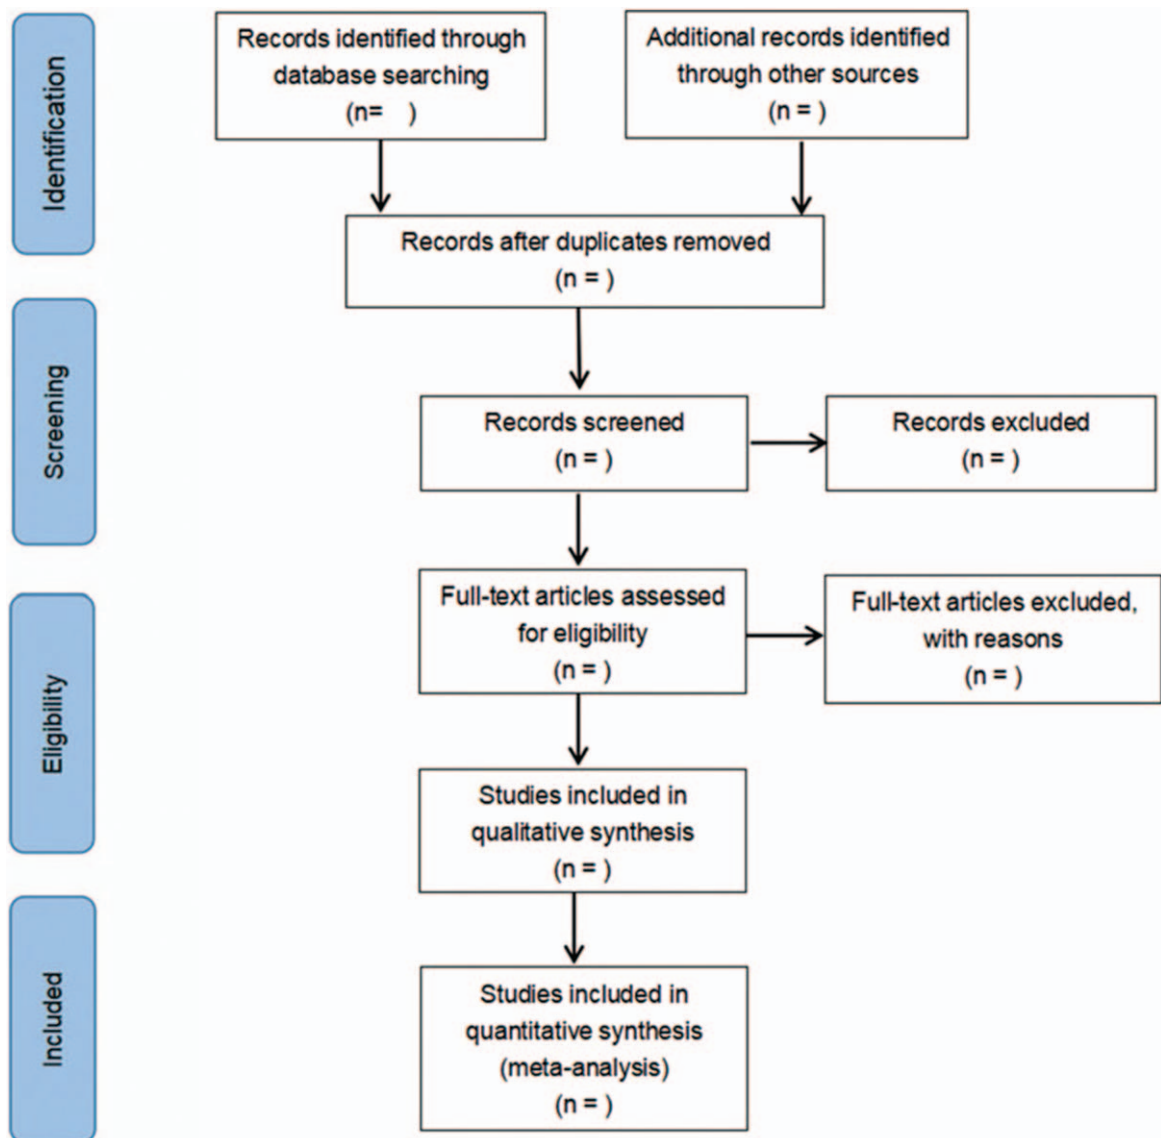 Identification
Records identified through
database searching
(n=    )
Additional records identified
through other sources
(n = )
Records after duplicates removed
(n = )
Screening
Records screened
(n = )
Records excluded
(n = )
Eligibility
Full-text articles assessed
for eligibility
(n = )
Full-text articles excluded,
with reasons
(n = )
Studies included in
qualitative synthesis
(n = )
Included
Studies included in
quantitative synthesis
(meta-analysis)
(n = )